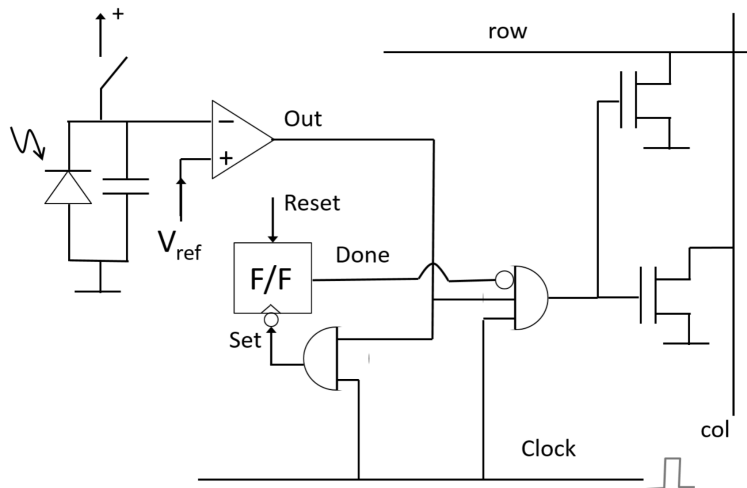 +
row
Out
−
+
Reset
V_ref
Done
F/F
Set
col
Clock